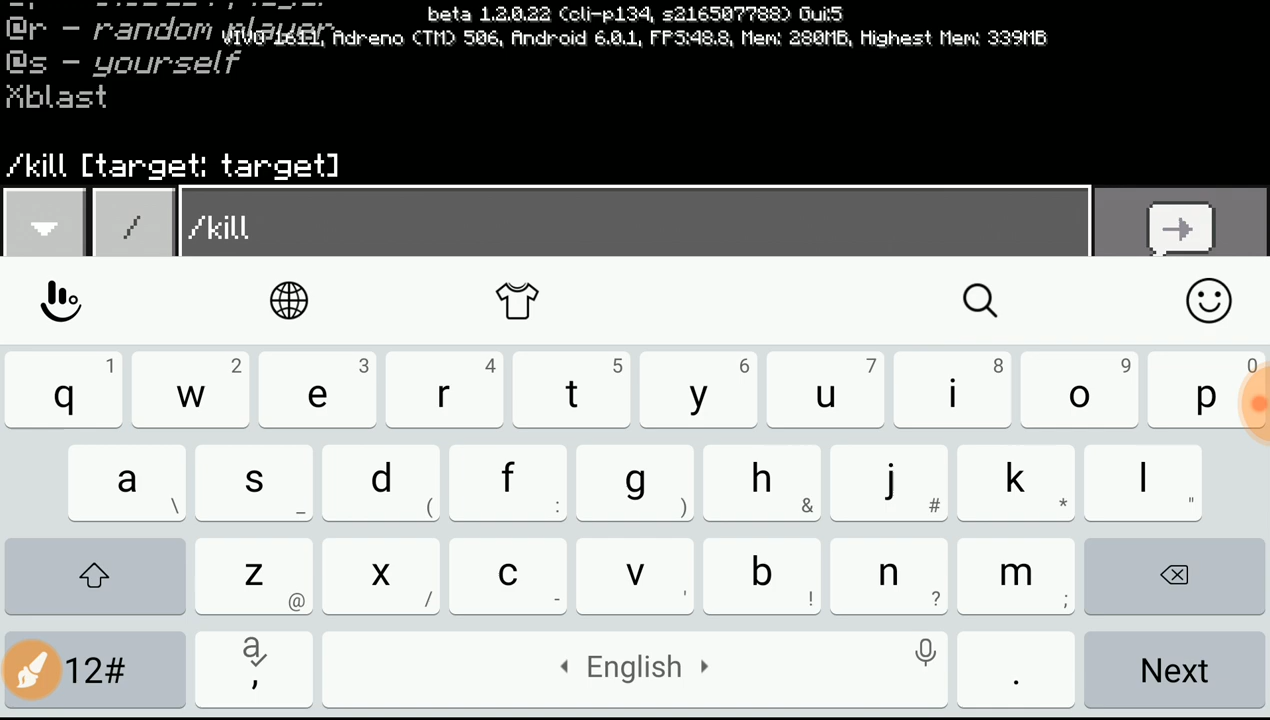 @r - random player
@s - yourself
Xblast
beta 1.2.0.22 (cli-p134, s216507788) Gui:5
VIVO 1611, Adreno (TM) 506, Android 6.0.1, FPS:48.8, Mem: 280MB, Highest Mem: 339MB
/kill [target: target]
/
/kill
1 2 3 4 5 6 7 8 9 0
q w e r t y u i o p
a s d f g h j k l
\ _ ( : ) & # * "
z x c v b n m
@ / - ' ! ? ;
12# a , English . Next